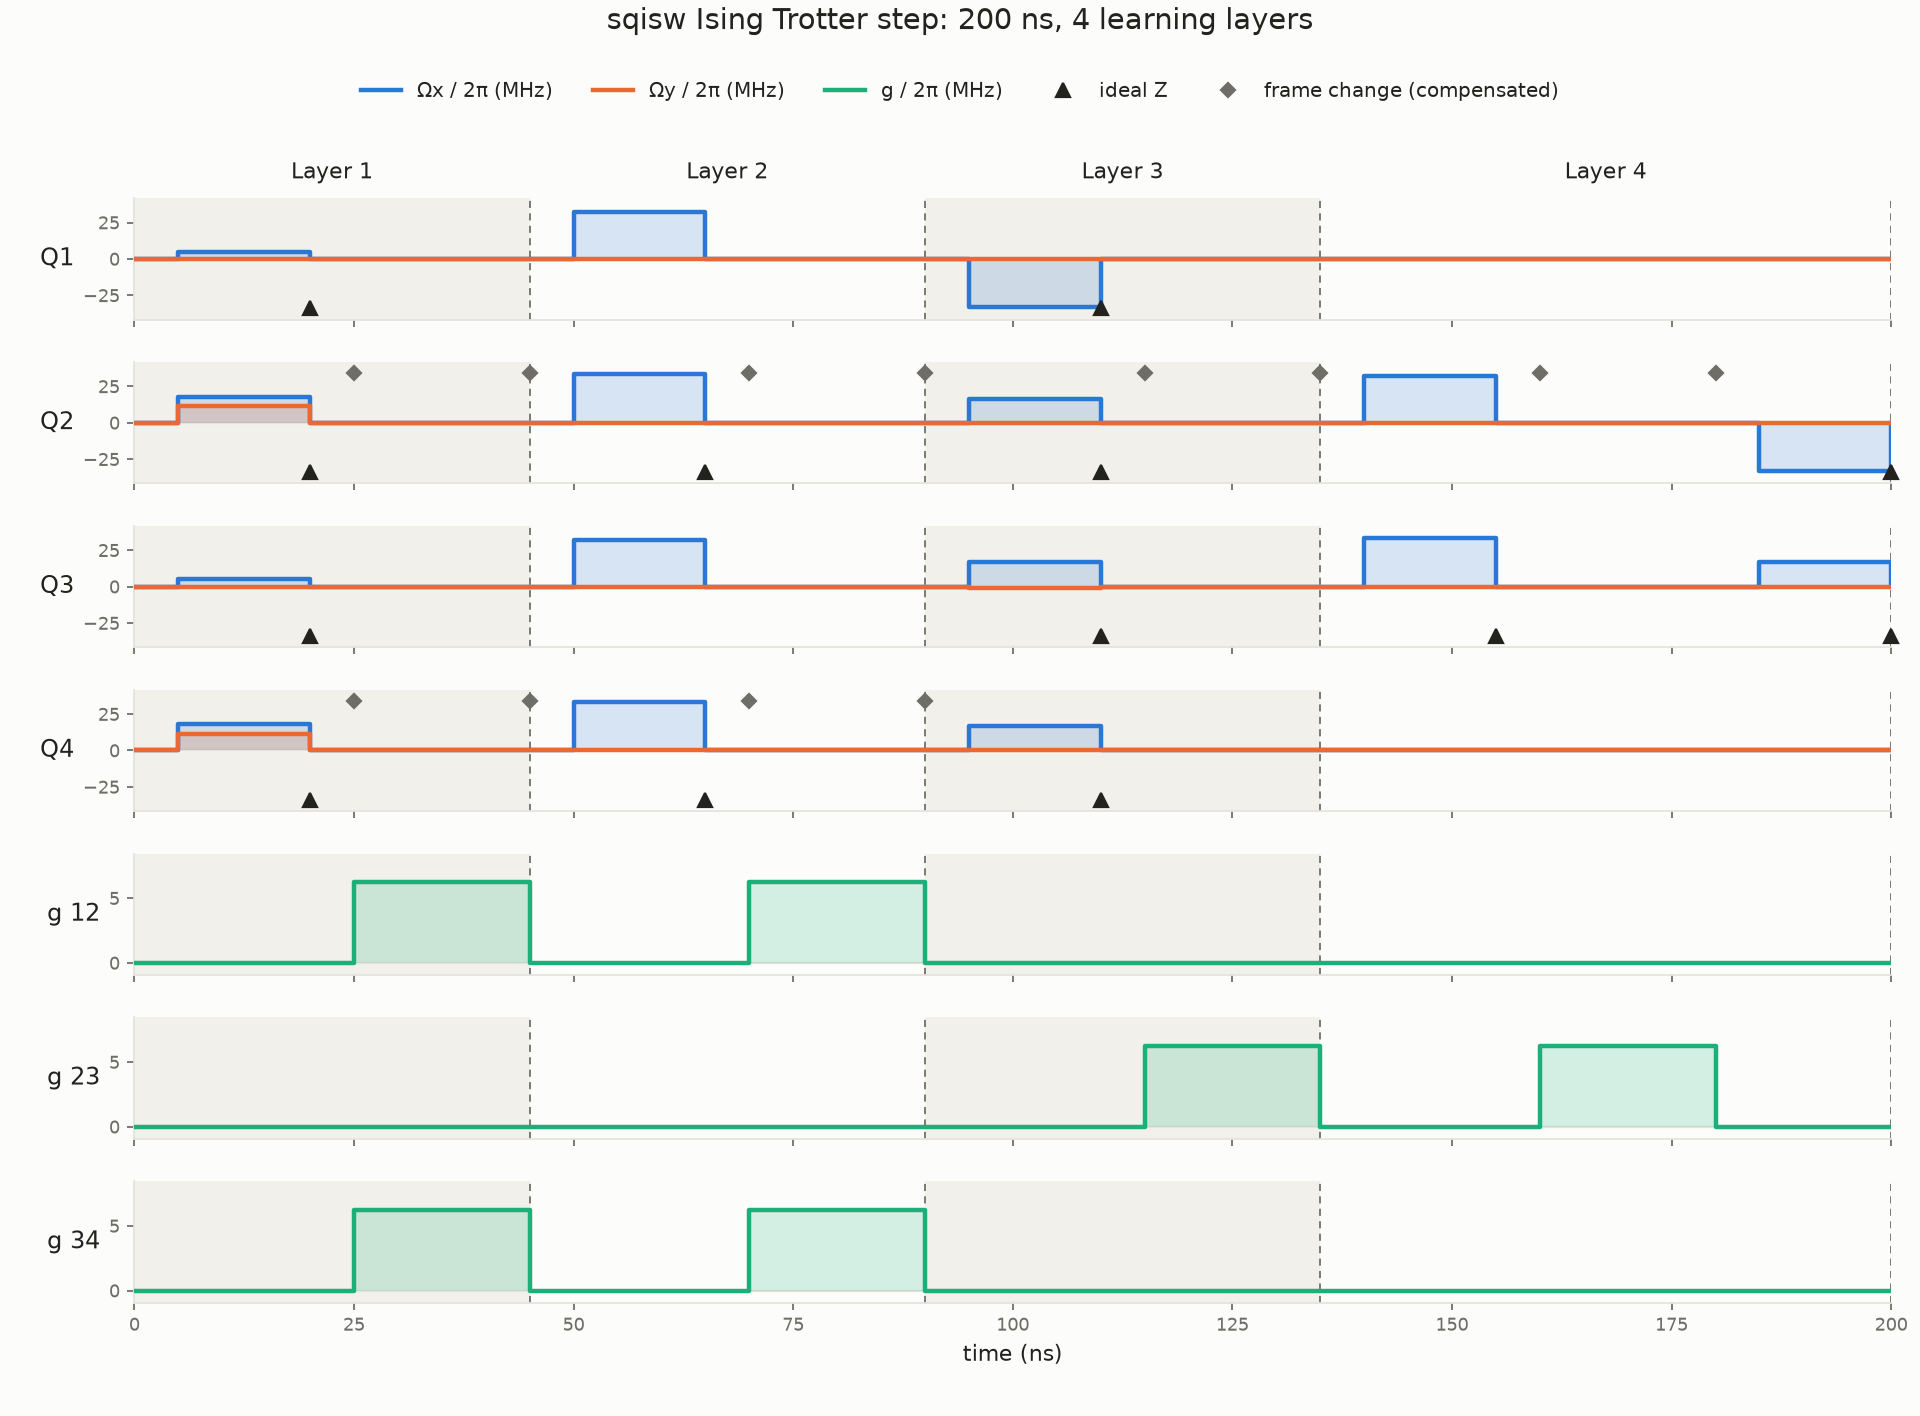 sqisw Ising Trotter step: 200 ns, 4 learning layers
Ωx / 2π (MHz) Ωy / 2π (MHz) g / 2π (MHz) ideal Z frame change (compensated)
Layer 1 Layer 2 Layer 3 Layer 4
25
Q1 0
−25
25
Q2 0
−25
25
Q3 0
−25
25
Q4 0
−25
5
g 12
0
5
g 23
0
5
g 34
0
0 25 50 75 100 125 150 175 200
time (ns)